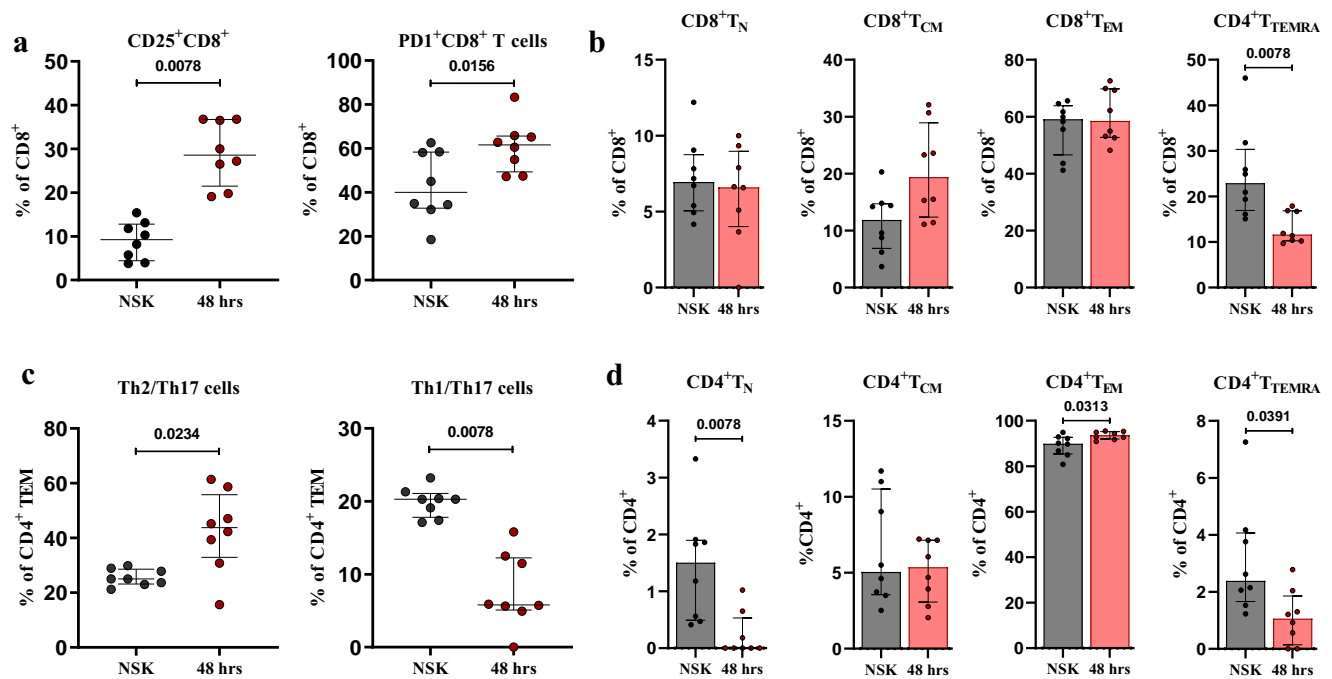 a
CD25⁺CD8⁺
0.0078
% of CD8⁺
50
40
30
20
10
0
NSK 48 hrs
PD1⁺CD8⁺ T cells
0.0156
% of CD8⁺
100
80
60
40
20
0
NSK 48 hrs
b
CD8⁺T_N
% of CD8⁺
15
10
5
0
NSK 48 hrs
CD8⁺T_CM
% of CD8⁺
40
30
20
10
0
NSK 48 hrs
CD8⁺T_EM
% of CD8⁺
80
60
40
20
0
NSK 48 hrs
CD4⁺T_TEMRA
0.0078
% of CD8⁺
50
40
30
20
10
0
NSK 48 hrs
c
Th2/Th17 cells
0.0234
% of CD4⁺ TEM
80
60
40
20
0
NSK 48 hrs
Th1/Th17 cells
0.0078
% of CD4⁺ TEM
30
20
10
0
NSK 48 hrs
d
CD4⁺T_N
0.0078
% of CD4⁺
4
3
2
1
0
NSK 48 hrs
CD4⁺T_CM
%CD4⁺
15
10
5
0
NSK 48 hrs
CD4⁺T_EM
0.0313
% of CD4⁺
100
80
60
40
20
0
NSK 48 hrs
CD4⁺T_TEMRA
0.0391
% of CD4⁺
8
6
4
2
0
NSK 48 hrs